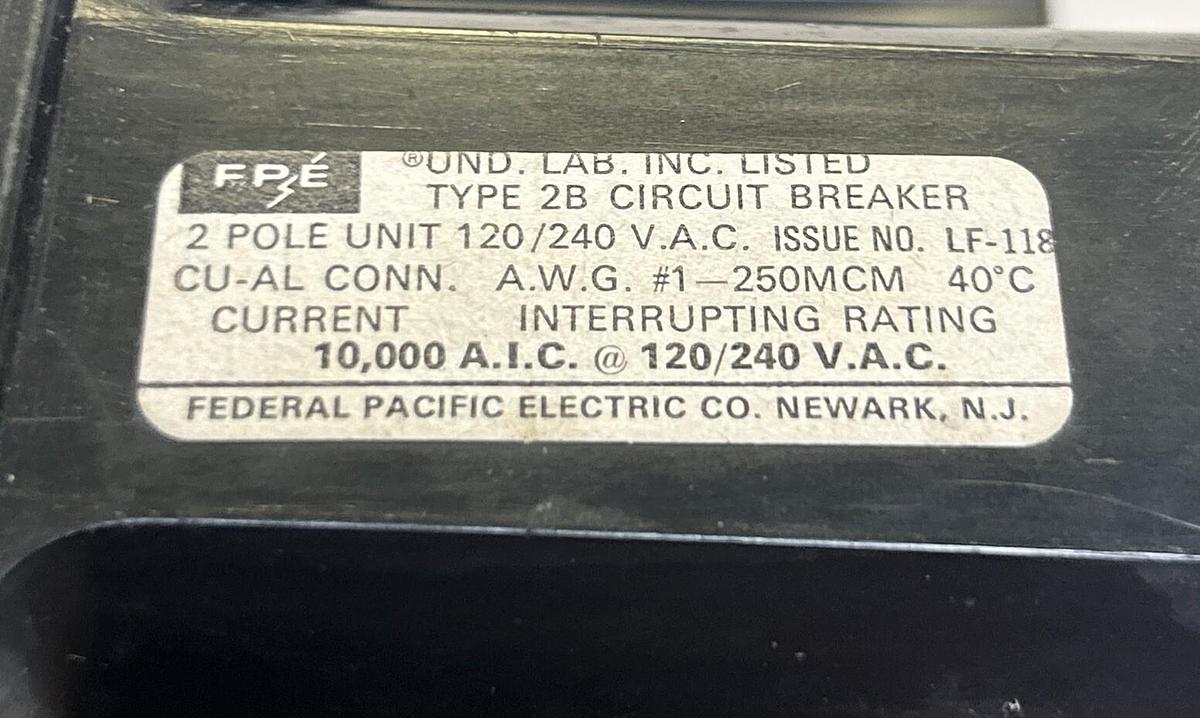 FPE
®UND. LAB. INC. LISTED
TYPE 2B CIRCUIT BREAKER
2 POLE UNIT 120/240 V.A.C. ISSUE NO. LF-118
CU-AL CONN. A.W.G. #1—250MCM 40°C
CURRENT INTERRUPTING RATING
10,000 A.I.C. @ 120/240 V.A.C.
FEDERAL PACIFIC ELECTRIC CO. NEWARK, N.J.